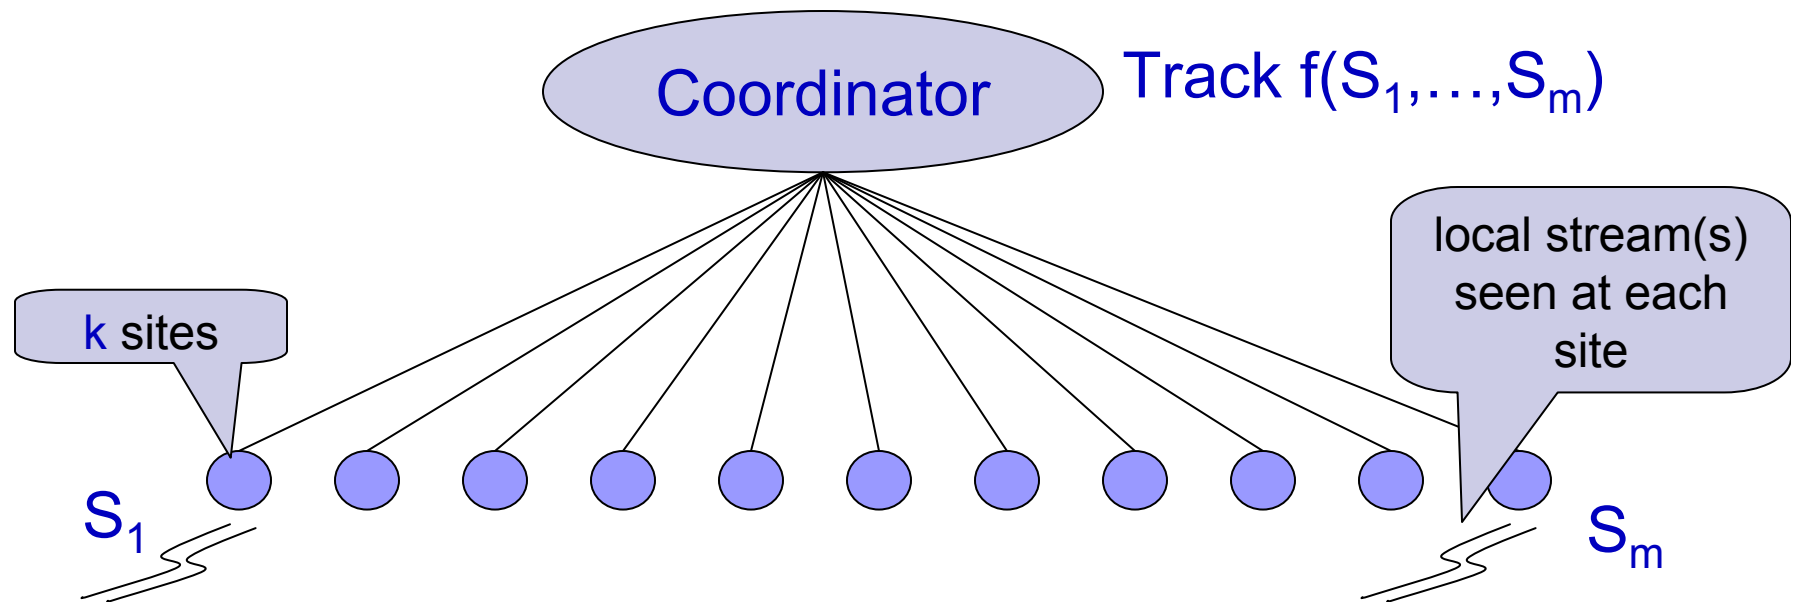 Coordinator
Track f(S₁,…,Sₘ)
k sites
local stream(s)
seen at each
site
S₁
Sₘ